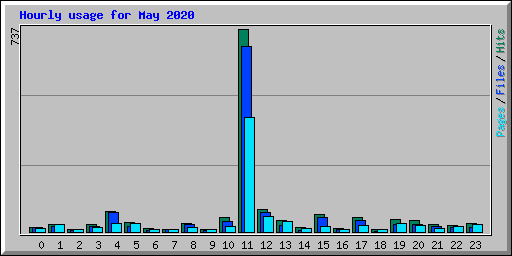 Hourly usage for May 2020
737
Pages/Files/Hits
0 1 2 3 4 5 6 7 8 9 10 11 12 13 14 15 16 17 18 19 20 21 22 23